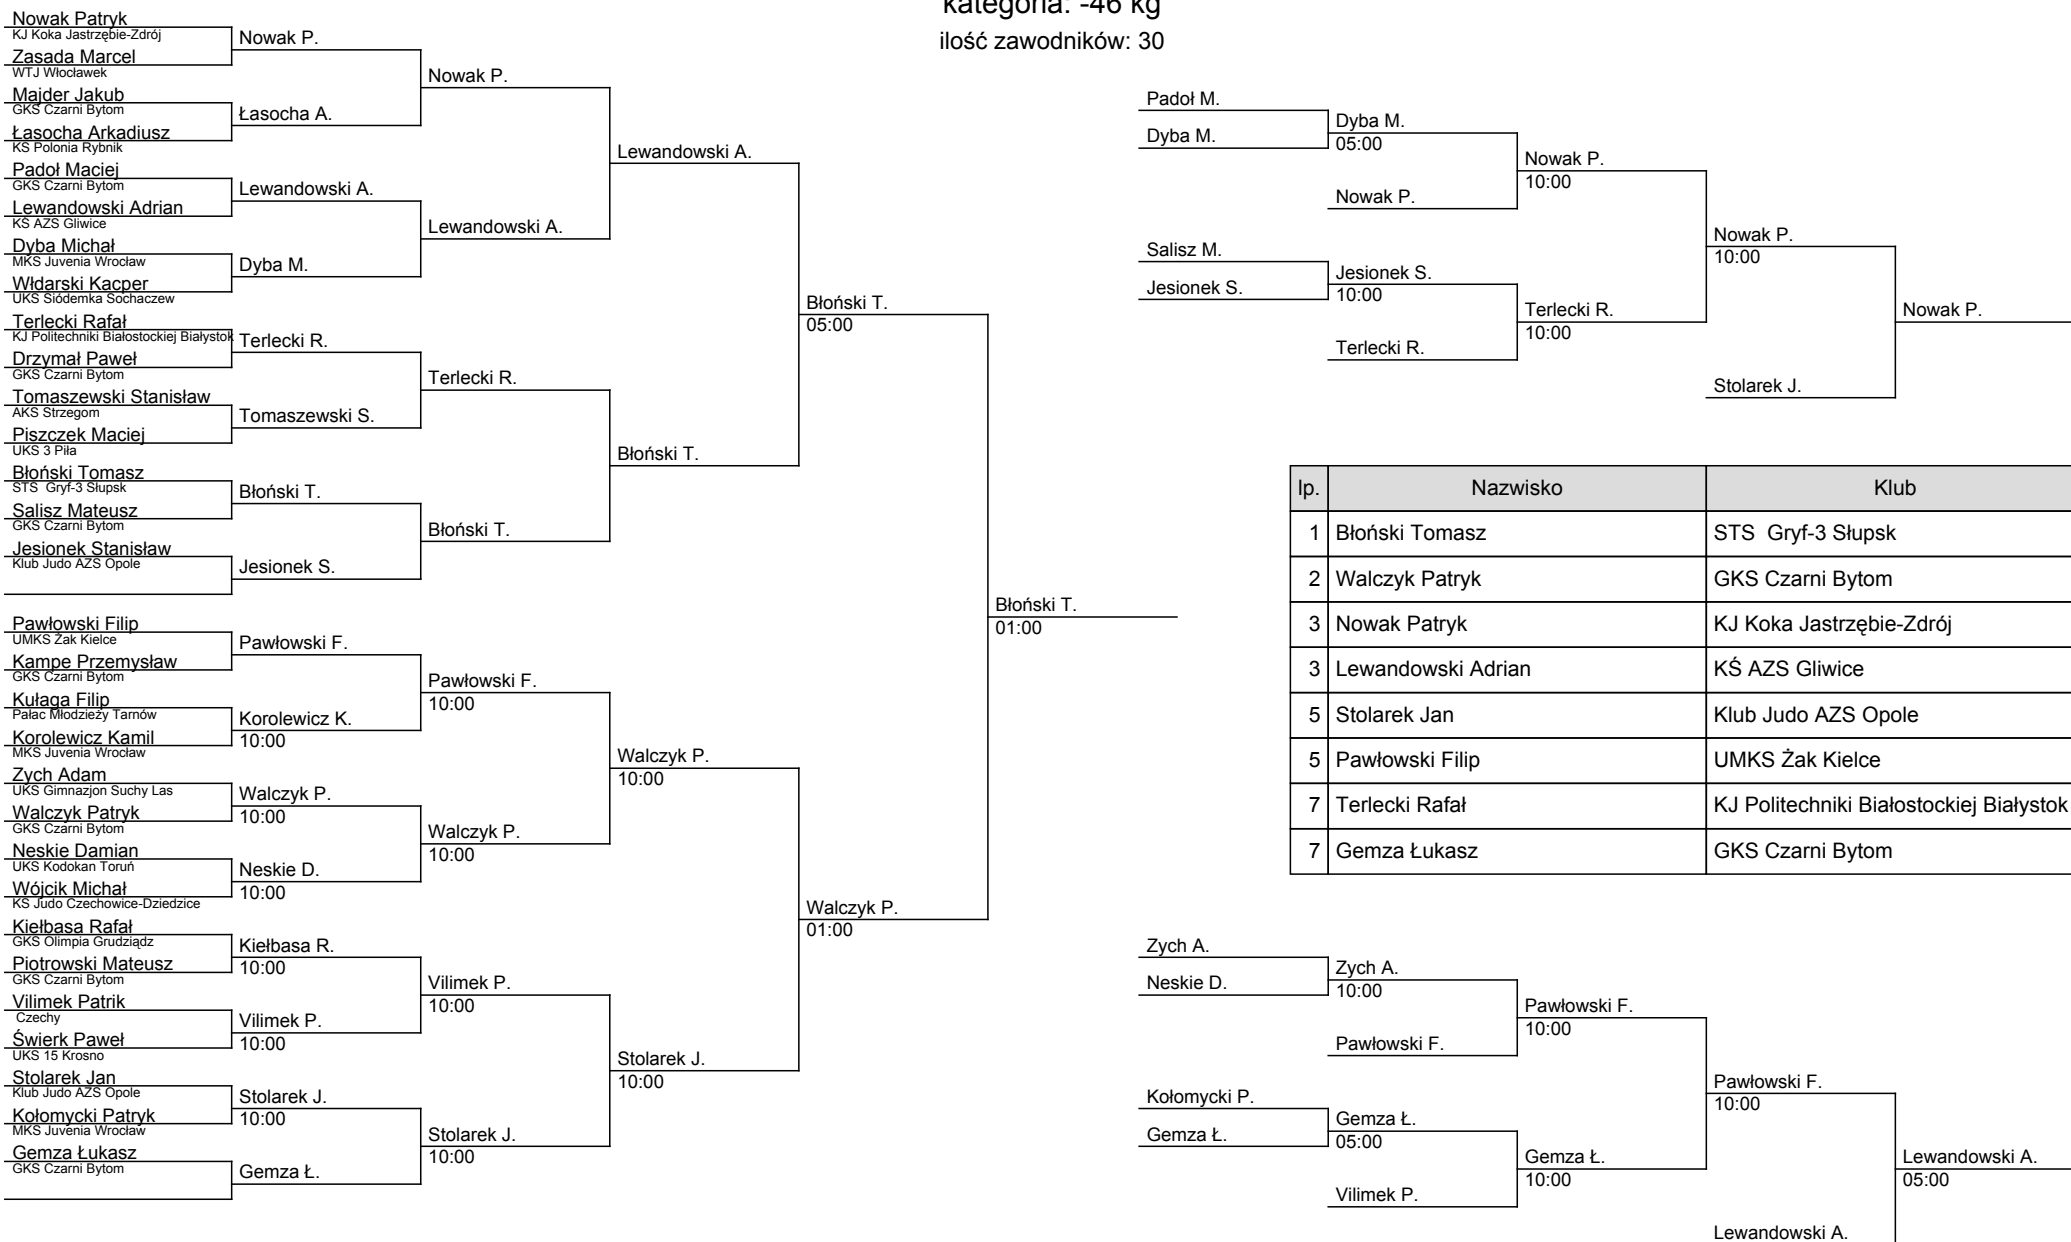 kategoria: -46 kg
ilość zawodników: 30
Nowak Patryk
KJ Koka Jastrzębie-Zdrój
Zasada Marcel
WTJ Włocławek
Majder Jakub
GKS Czarni Bytom
Łasocha Arkadiusz
KS Polonia Rybnik
Padoł Maciej
GKS Czarni Bytom
Lewandowski Adrian
KŚ AZS Gliwice
Dyba Michał
MKS Juvenia Wrocław
Włdarski Kacper
UKS Siódemka Sochaczew
Terlecki Rafał
KJ Politechniki Białostockiej Białystok
Drzymał Paweł
GKS Czarni Bytom
Tomaszewski Stanisław
AKS Strzegom
Piszczek Maciej
UKS 3 Piła
Błoński Tomasz
STS Gryf-3 Słupsk
Salisz Mateusz
GKS Czarni Bytom
Jesionek Stanisław
Klub Judo AZS Opole
Pawłowski Filip
UMKS Żak Kielce
Kampe Przemysław
GKS Czarni Bytom
Kułaga Filip
Pałac Młodzieży Tarnów
Korolewicz Kamil
MKS Juvenia Wrocław
Zych Adam
UKS Gimnazjon Suchy Las
Walczyk Patryk
GKS Czarni Bytom
Neskie Damian
UKS Kodokan Toruń
Wójcik Michał
KS Judo Czechowice-Dziedzice
Kiełbasa Rafał
GKS Olimpia Grudziądz
Piotrowski Mateusz
GKS Czarni Bytom
Vilimek Patrik
Czechy
Świerk Paweł
UKS 15 Krosno
Stolarek Jan
Klub Judo AZS Opole
Kołomycki Patryk
MKS Juvenia Wrocław
Gemza Łukasz
GKS Czarni Bytom
Nowak P.
Łasocha A.
Lewandowski A.
Dyba M.
Terlecki R.
Tomaszewski S.
Błoński T.
Jesionek S.
Pawłowski F.
Korolewicz K.
10:00
Walczyk P.
10:00
Neskie D.
10:00
Kiełbasa R.
10:00
Vilimek P.
10:00
Stolarek J.
10:00
Gemza Ł.
Nowak P.
Lewandowski A.
Terlecki R.
Błoński T.
Pawłowski F.
10:00
Walczyk P.
10:00
Vilimek P.
10:00
Stolarek J.
10:00
Lewandowski A.
Błoński T.
Walczyk P.
10:00
Stolarek J.
10:00
Błoński T.
05:00
Walczyk P.
01:00
Błoński T.
01:00
Padoł M.
Dyba M.
Dyba M.
05:00
Nowak P.
Nowak P.
10:00
Salisz M.
Jesionek S.
Jesionek S.
10:00
Terlecki R.
Terlecki R.
10:00
Nowak P.
10:00
Stolarek J.
Nowak P.
lp. Nazwisko Klub
1 Błoński Tomasz STS Gryf-3 Słupsk
2 Walczyk Patryk GKS Czarni Bytom
3 Nowak Patryk KJ Koka Jastrzębie-Zdrój
3 Lewandowski Adrian KŚ AZS Gliwice
5 Stolarek Jan Klub Judo AZS Opole
5 Pawłowski Filip UMKS Żak Kielce
7 Terlecki Rafał KJ Politechniki Białostockiej Białystok
7 Gemza Łukasz GKS Czarni Bytom
Zych A.
Neskie D.
Zych A.
10:00
Pawłowski F.
Pawłowski F.
10:00
Kołomycki P.
Gemza Ł.
Gemza Ł.
05:00
Vilimek P.
Gemza Ł.
10:00
Pawłowski F.
10:00
Lewandowski A.
Lewandowski A.
05:00